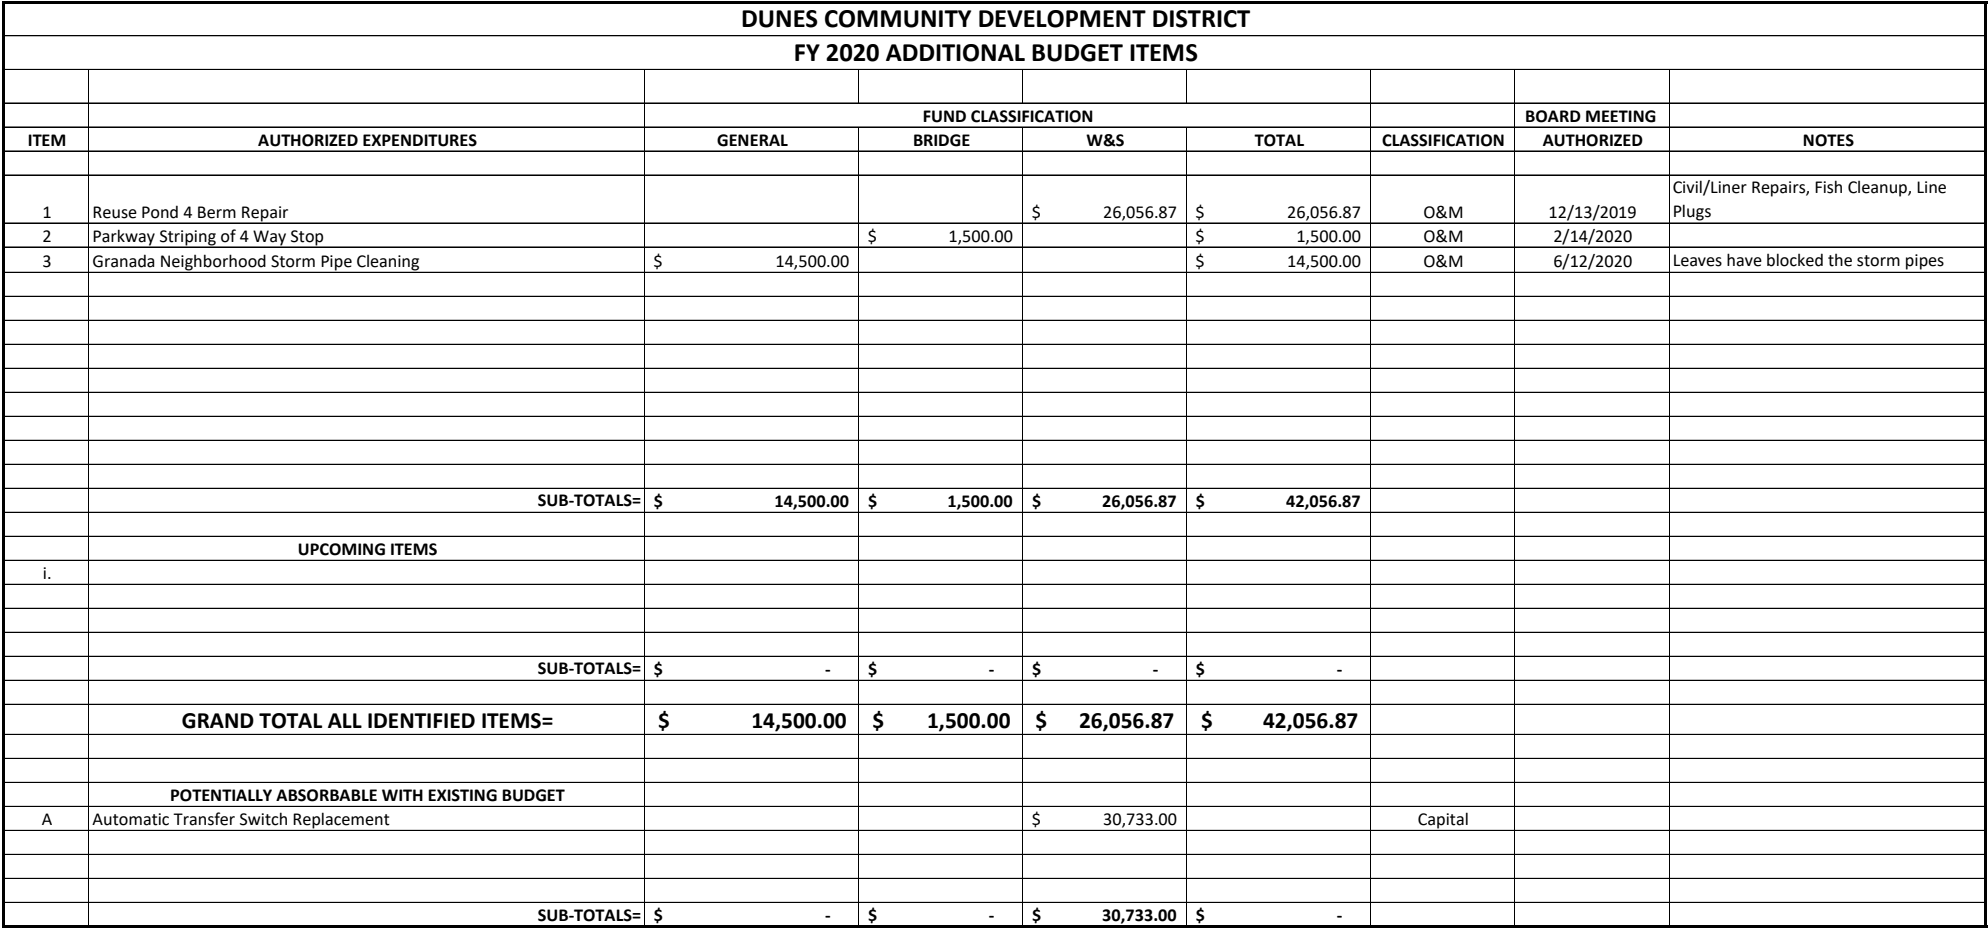 DUNES COMMUNITY DEVELOPMENT DISTRICT
FY 2020 ADDITIONAL BUDGET ITEMS
FUND CLASSIFICATION BOARD MEETING
ITEM AUTHORIZED EXPENDITURES GENERAL BRIDGE W&S TOTAL CLASSIFICATION AUTHORIZED NOTES
Civil/Liner Repairs, Fish Cleanup, Line
1 Reuse Pond 4 Berm Repair $ 26,056.87 $ 26,056.87 O&M 12/13/2019 Plugs
2 Parkway Striping of 4 Way Stop $ 1,500.00 $ 1,500.00 O&M 2/14/2020
3 Granada Neighborhood Storm Pipe Cleaning $ 14,500.00 $ 14,500.00 O&M 6/12/2020 Leaves have blocked the storm pipes
SUB-TOTALS= $ 14,500.00 $ 1,500.00 $ 26,056.87 $ 42,056.87
UPCOMING ITEMS
i.
SUB-TOTALS= $ - $ - $ - $ -
GRAND TOTAL ALL IDENTIFIED ITEMS= $ 14,500.00 $ 1,500.00 $ 26,056.87 $ 42,056.87
POTENTIALLY ABSORBABLE WITH EXISTING BUDGET
A Automatic Transfer Switch Replacement $ 30,733.00 Capital
SUB-TOTALS= $ - $ - $ 30,733.00 $ -